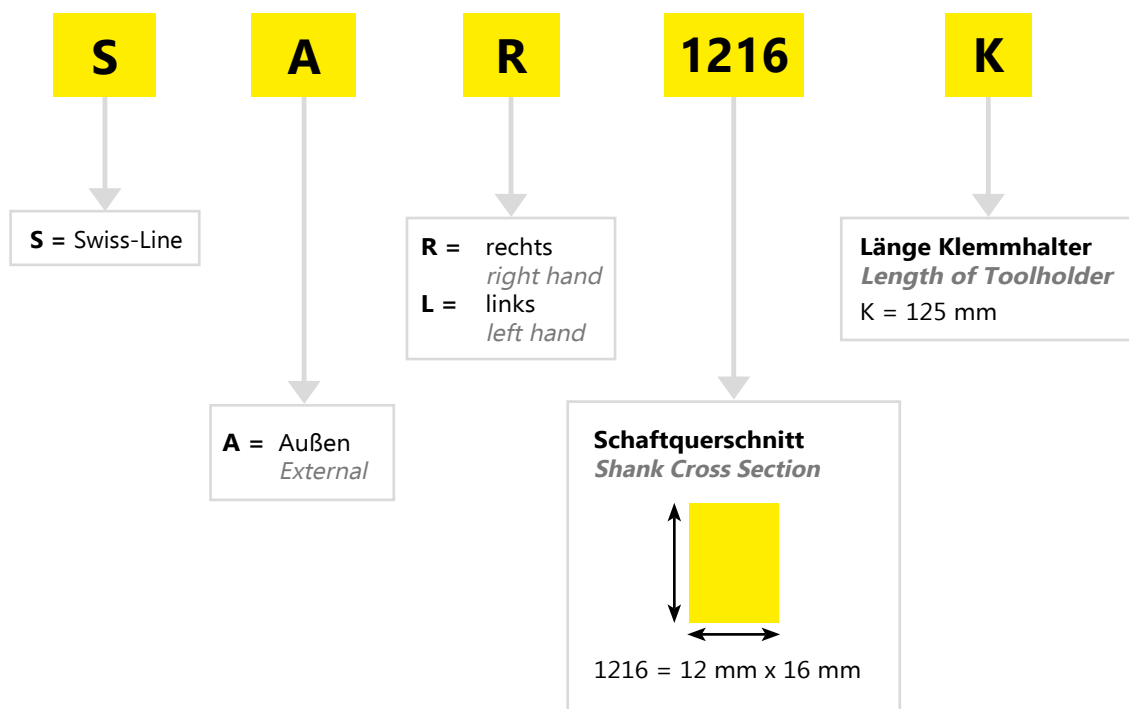 S A R 1216 K
S = Swiss-Line
R = rechts
right hand
L = links
left hand
Länge Klemmhalter
Length of Toolholder
K = 125 mm
A = Außen
External
Schaftquerschnitt
Shank Cross Section
1216 = 12 mm x 16 mm